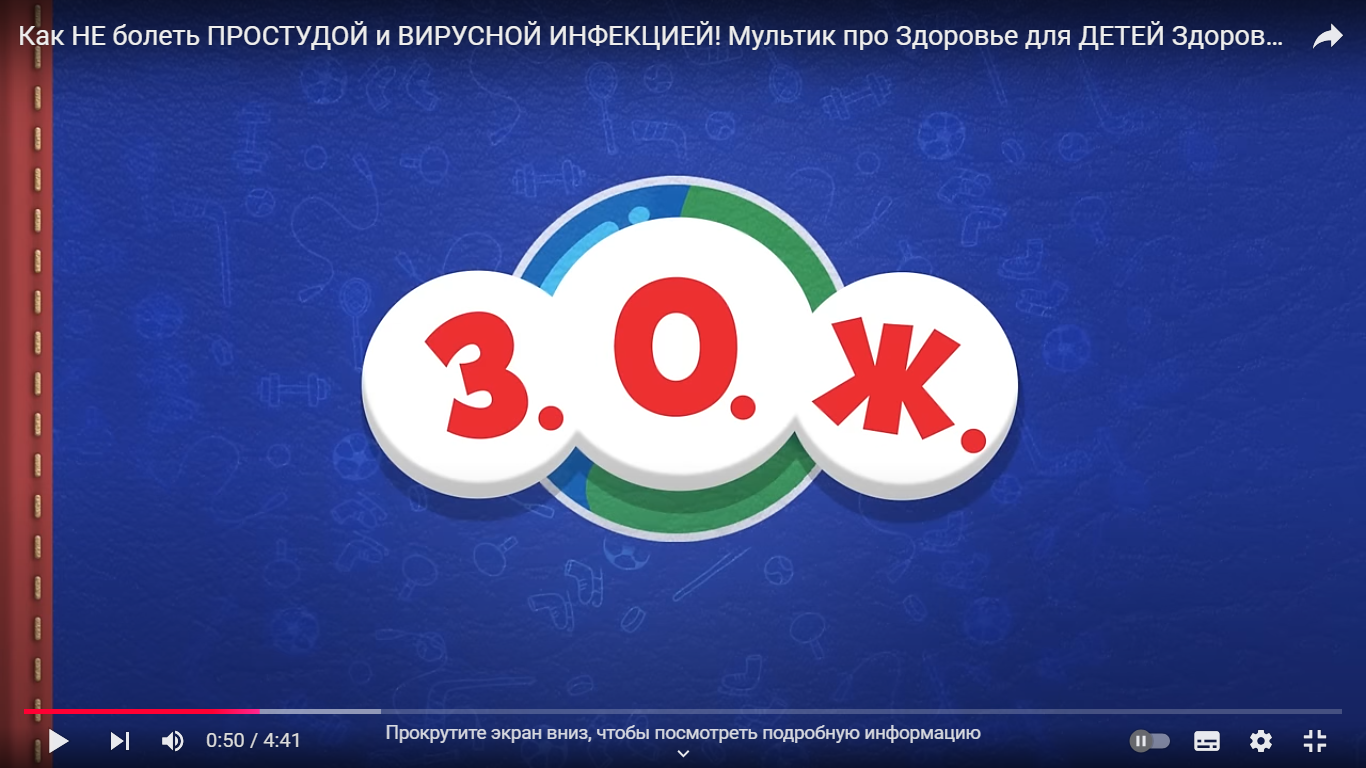 Как НЕ болеть ПРОСТУДОЙ и ВИРУСНОЙ ИНФЕКЦИЕЙ! Мультик про Здоровье для ДЕТЕЙ Здоров...
З. О. Ж.
Прокрутите экран вниз, чтобы посмотреть подробную информацию
0:50 / 4:41